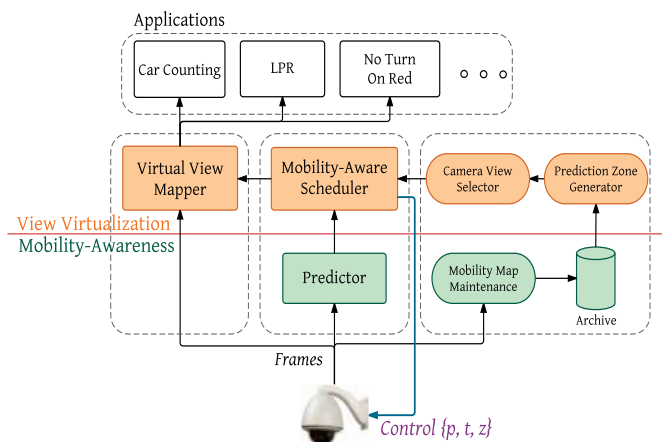 Applications
Car Counting
LPR
No Turn
On Red
Virtual View
Mapper
Mobility-Aware
Scheduler
Camera View
Selector
Prediction Zone
Generator
View Virtualization
Mobility-Awareness
Predictor
Mobility Map
Maintenance
Archive
Frames
Control {p, t, z}